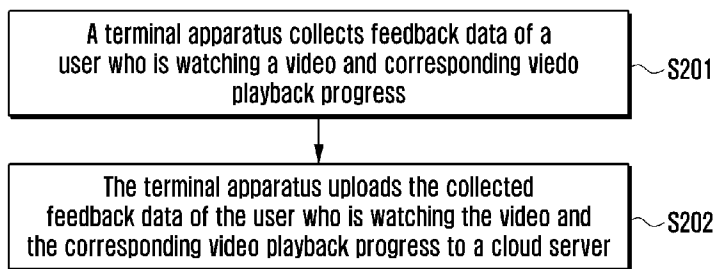 A terminal apparatus collects feedback data of a
user who is watching a video and corresponding viedo
playback progress
S201
The terminal apparatus uploads the collected
feedback data of the user who is watching the video and
the corresponding video playback progress to a cloud server
S202